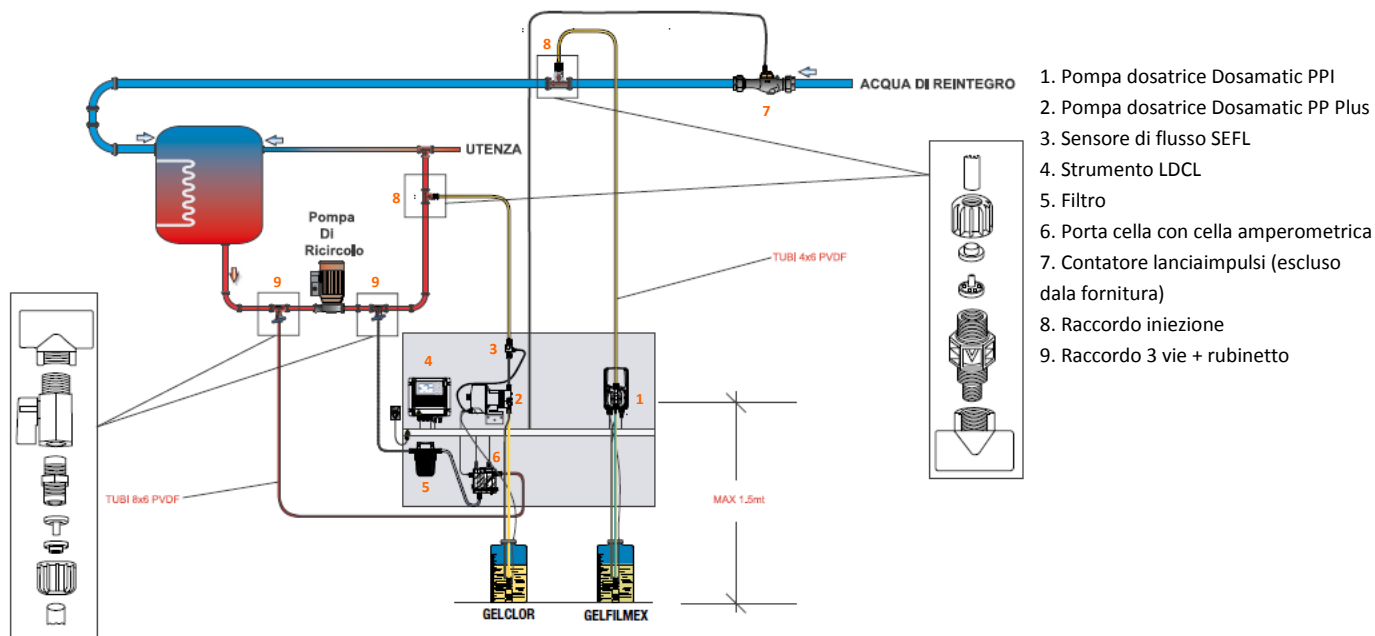 8
ACQUA DI REINTEGRO
7
UTENZA
8
Pompa
Di
Ricircolo
TUBI 4x6 PVDF
9
9
3
4
2
1
6
5
TUBI 8x6 PVDF
MAX 1.5mt
GELCLOR
GELFILMEX
1. Pompa dosatrice Dosamatic PPI
2. Pompa dosatrice Dosamatic PP Plus
3. Sensore di flusso SEFL
4. Strumento LDCL
5. Filtro
6. Porta cella con cella amperometrica
7. Contatore lanciaimpulsi (escluso
dala fornitura)
8. Raccordo iniezione
9. Raccordo 3 vie + rubinetto